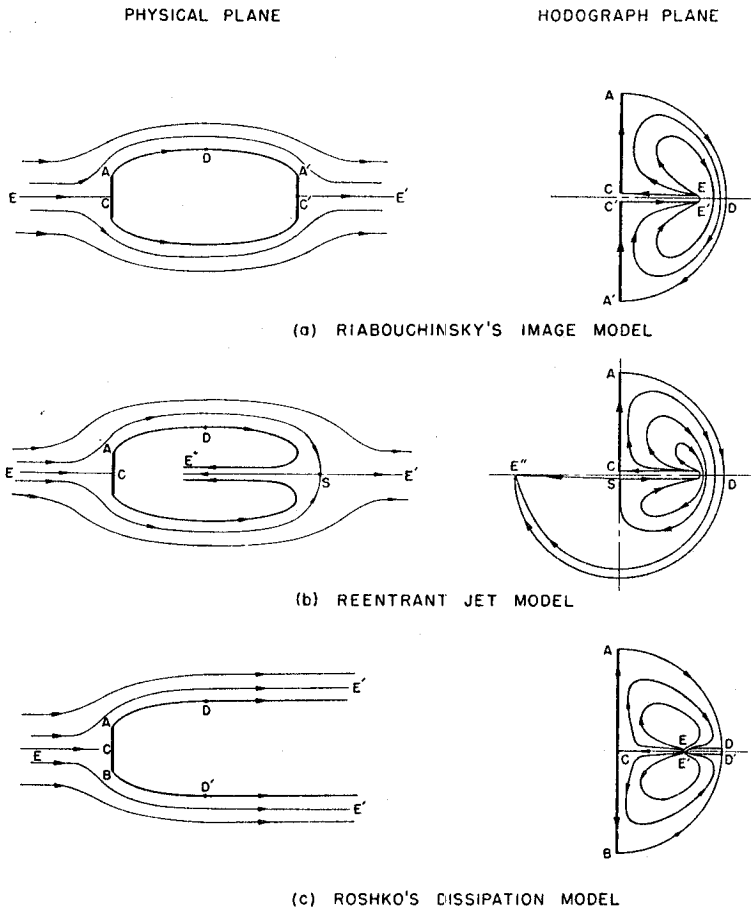 PHYSICAL PLANE
HODOGRAPH PLANE
A
D
A'
E
C
C'
E'
A
C
E
C'
E'
D
A'
(a) RIABOUCHINSKY'S IMAGE MODEL
A
D
E"
E
C
S
E'
A
E"
C
S
D
(b) REENTRANT JET MODEL
E'
A
D
C
E
B
D'
E'
A
E
D
C
E'
D'
B
(c) ROSHKO'S DISSIPATION MODEL